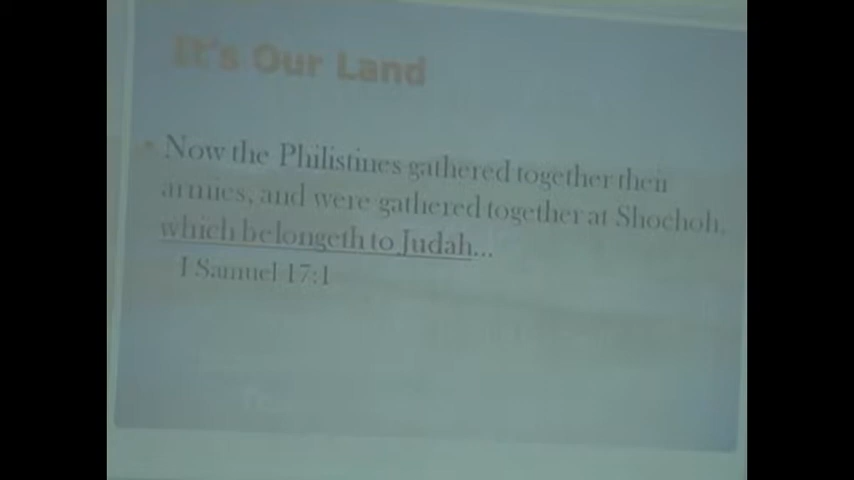 It's Our Land
Now the Philistines gathered together their
armies, and were gathered together at Shochoh,
which belongeth to Judah...
I Samuel 17:1